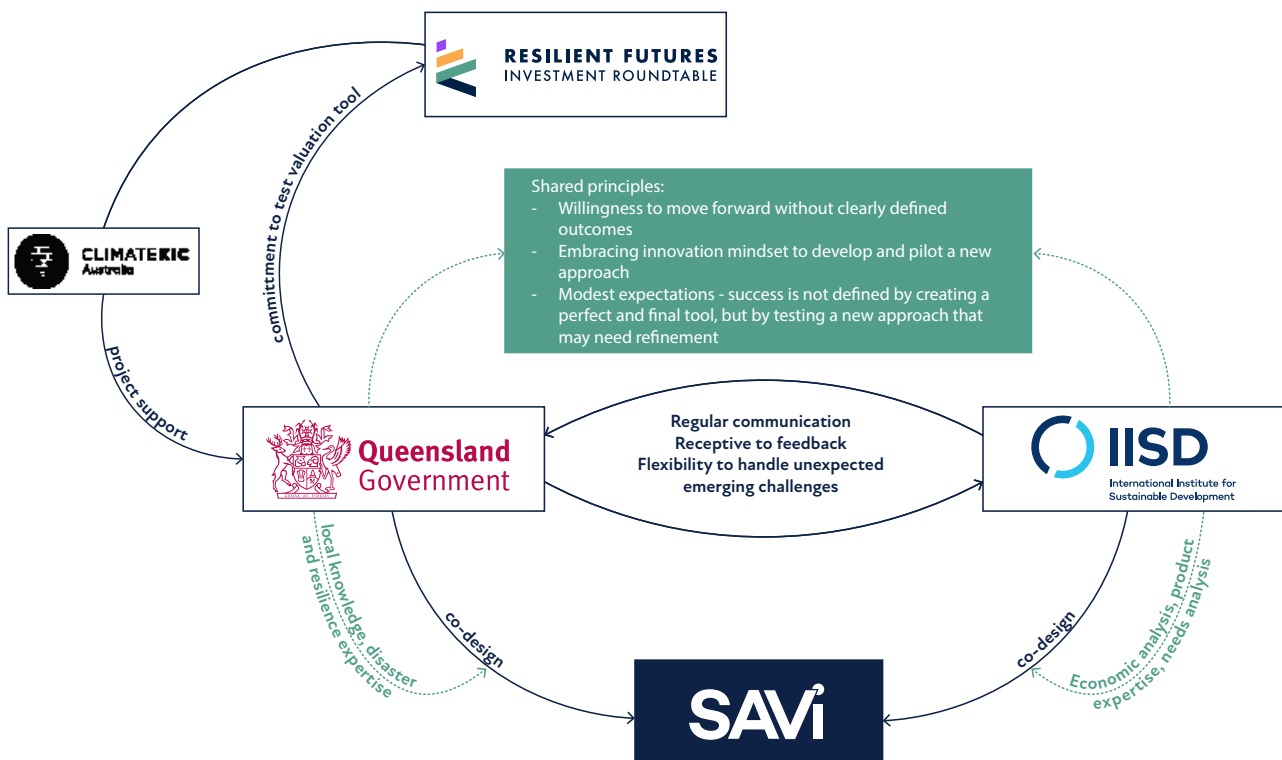 RESILIENT FUTURES
INVESTMENT ROUNDTABLE
committment to test valuation tool
CLIMATEKIC
Australia
project support
Shared principles:
- Willingness to move forward without clearly defined
outcomes
- Embracing innovation mindset to develop and pilot a new
approach
- Modest expectations - success is not defined by creating a
perfect and final tool, but by testing a new approach that
may need refinement
Queensland
Government
Regular communication
Receptive to feedback
Flexibility to handle unexpected
emerging challenges
IISD
International Institute for
Sustainable Development
local knowledge, disaster
and resilience expertise
co-design
co-design
Economic analysis, product
expertise, needs analysis
SAVi